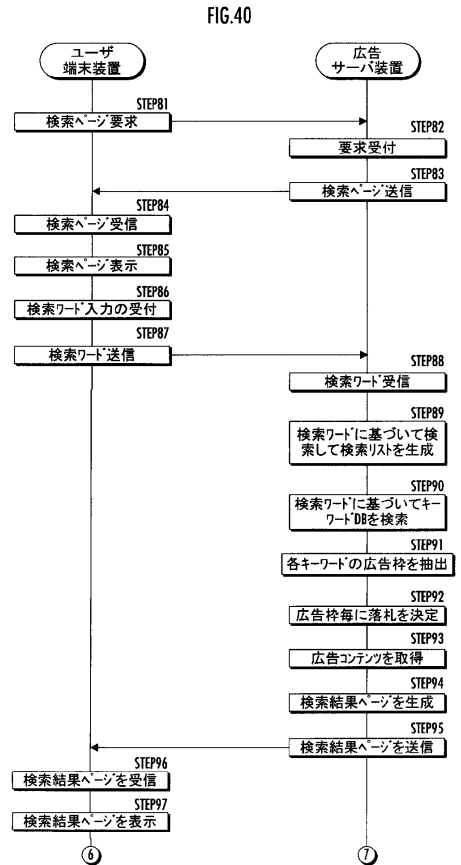 FIG.40
ユーザ
端末装置
広告
サーバ装置
STEP81
検索ページ要求
STEP82
要求受付
STEP83
検索ページ送信
STEP84
検索ページ受信
STEP85
検索ページ表示
STEP86
検索ワード入力の受付
STEP87
検索ワード送信
STEP88
検索ワード受信
STEP89
検索ワードに基づいて検
索して検索リストを生成
STEP90
検索ワードに基づいてキー
ワードDBを検索
STEP91
各キーワードの広告枠を抽出
STEP92
広告枠毎に落札を決定
STEP93
広告コンテンツを取得
STEP94
検索結果ページを生成
STEP95
検索結果ページを送信
STEP96
検索結果ページを受信
STEP97
検索結果ページを表示
6
7